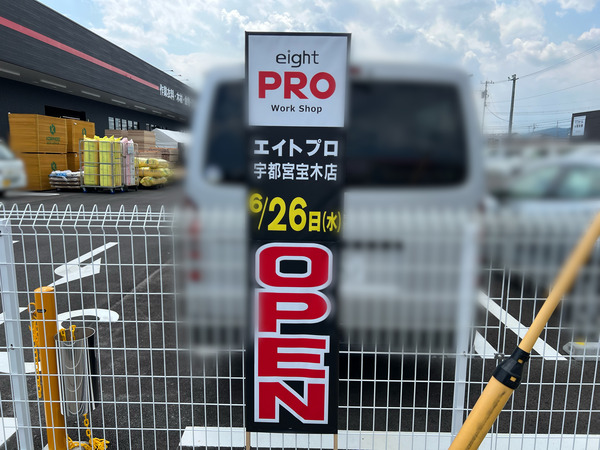 eight
PRO
Work Shop
エイトプロ
宇都宮宝木店
6/26日(水)
OPEN